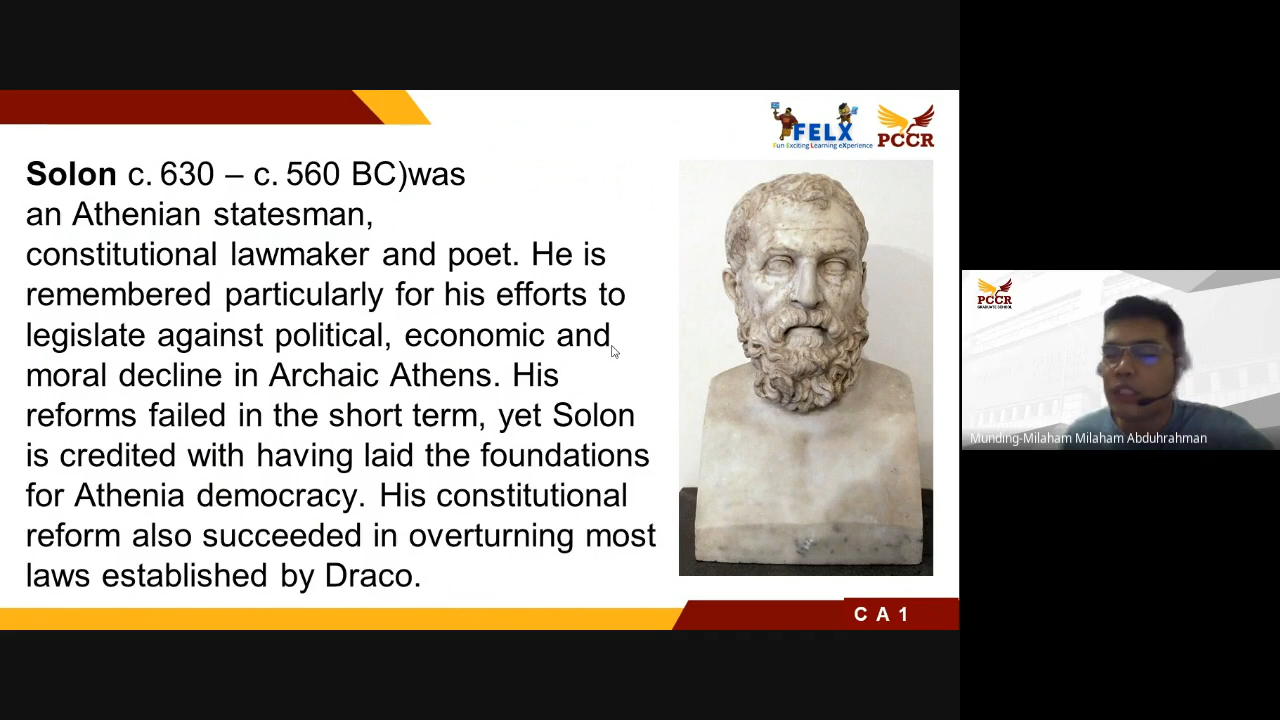 FELX
Fun Exciting Learning eXperience
PCCR
Solon c. 630 – c. 560 BC)was
an Athenian statesman,
constitutional lawmaker and poet. He is
remembered particularly for his efforts to
legislate against political, economic and
moral decline in Archaic Athens. His
reforms failed in the short term, yet Solon
is credited with having laid the foundations
for Athenia democracy. His constitutional
reform also succeeded in overturning most
laws established by Draco.
CA1
PCCR
GRADUATE SCHOOL
Munding-Milaham Milaham Abduhrahman